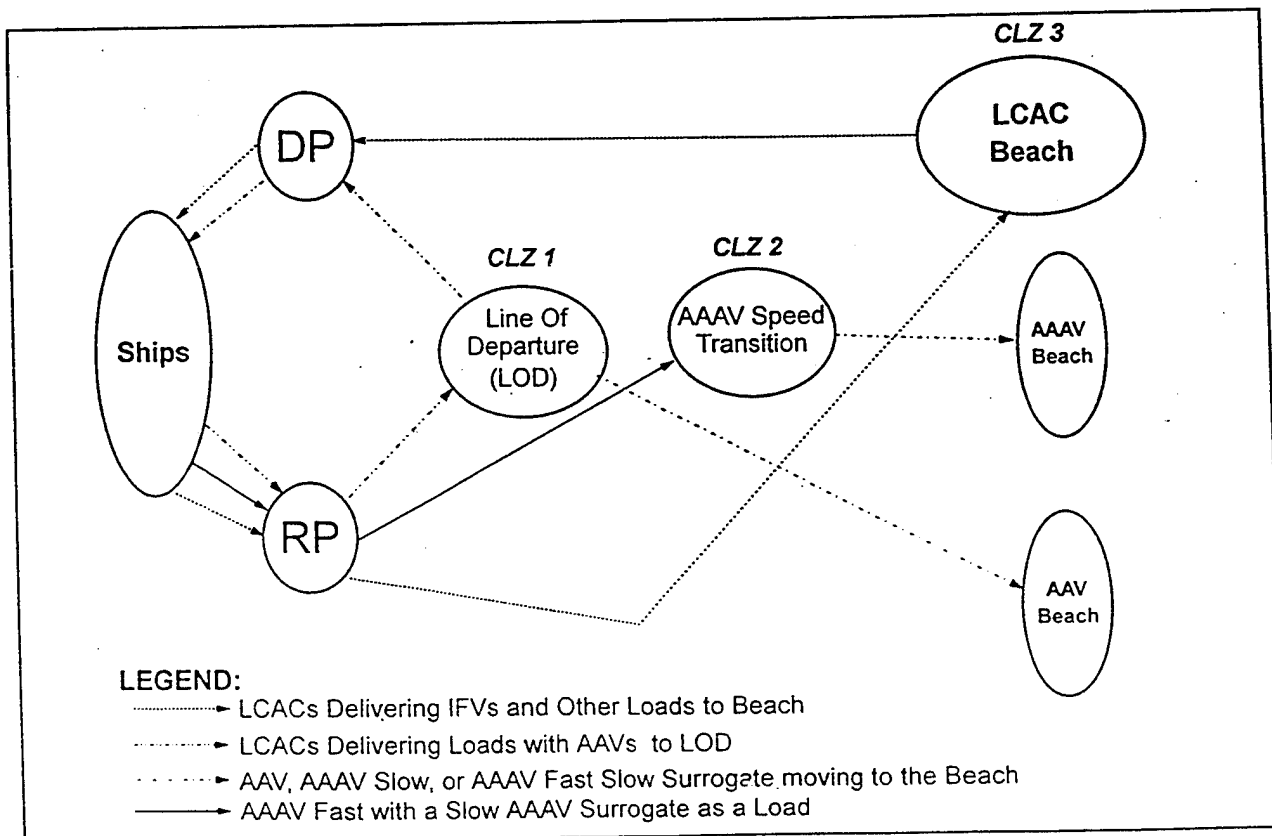 CLZ 3
LCAC
Beach
DP
CLZ 1
CLZ 2
Line Of
Departure
(LOD)
AAAV Speed
Transition
AAAV
Beach
Ships
RP
AAV
Beach
LEGEND:
LCACs Delivering IFVs and Other Loads to Beach
LCACs Delivering Loads with AAVs to LOD
AAV, AAAV Slow, or AAAV Fast Slow Surrogate moving to the Beach
AAAV Fast with a Slow AAAV Surrogate as a Load